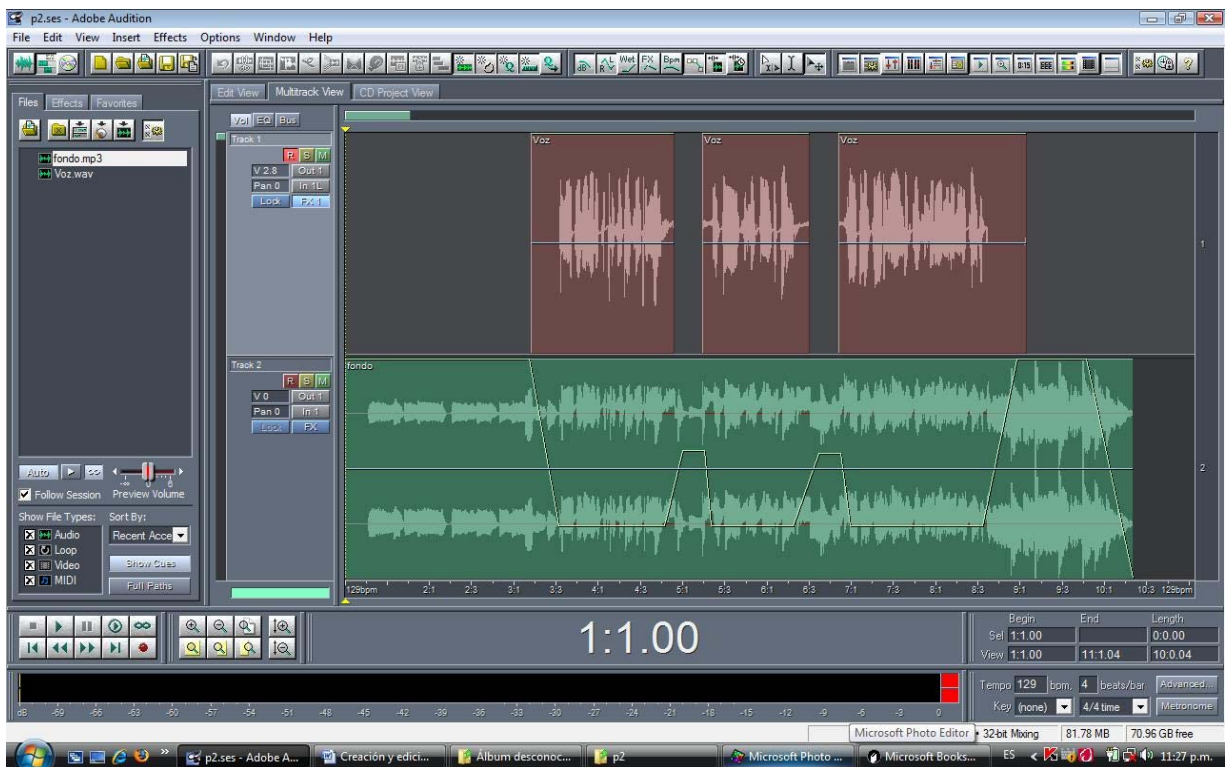 p2.ses - Adobe Audition
File Edit View Insert Effects Options Window Help
Wet FX Bpm
Files Effects Favorites
Edit View Multitrack View CD Project View
fondo.mp3
Voz.wav
Vol EQ Bus
Track 1
R S M
V 2.8 Out 1
Pan 0 In 1L
Lock FX 1
Voz Voz Voz
1
Track 2
R S M
V 0 Out 1
Pan 0 In 1
Lock FX
fondo
2
Auto
Follow Session Preview Volume
Show File Types: Sort By:
Audio Recent Acce
Loop
Video Show Cues
MIDI Full Paths
129bpm 2:1 2:3 3:1 3:3 4:1 4:3 5:1 5:3 6:1 6:3 7:1 7:3 8:1 8:3 9:1 9:3 10:1 10:3 129bpm
1:1.00
Begin End Length
Sel 1:1.00 0:0.00
View 1:1.00 11:1.04 10:0.04
Tempo 129 bpm, 4 beats/bar Advanced...
Key (none) 4/4 time Metronome
dB -69 -66 -63 -60 -57 -54 -51 -48 -45 -42 -39 -36 -33 -30 -27 -24 -21 -18 -15 -12 -9 -6 -3 0
Microsoft Photo Editor 32-bit Mixing 81.78 MB 70.96 GB free
p2.ses - Adobe A... Creación y edici... Álbum desconoc... p2 Microsoft Photo ... Microsoft Books... ES 11:27 p.m.